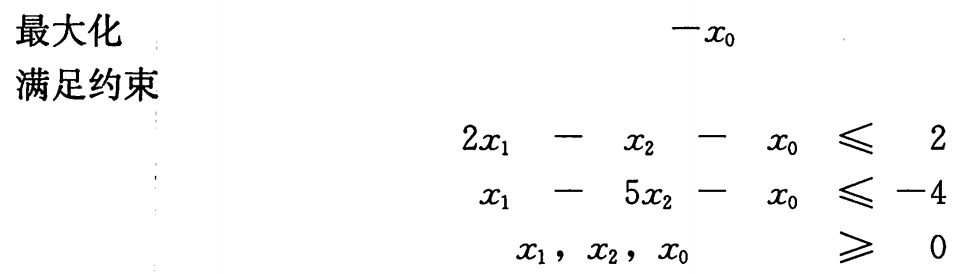 最大化 −x₀
满足约束
2x₁ − x₂ − x₀ ⩽ 2
x₁ − 5x₂ − x₀ ⩽ −4
x₁, x₂, x₀ ⩾ 0